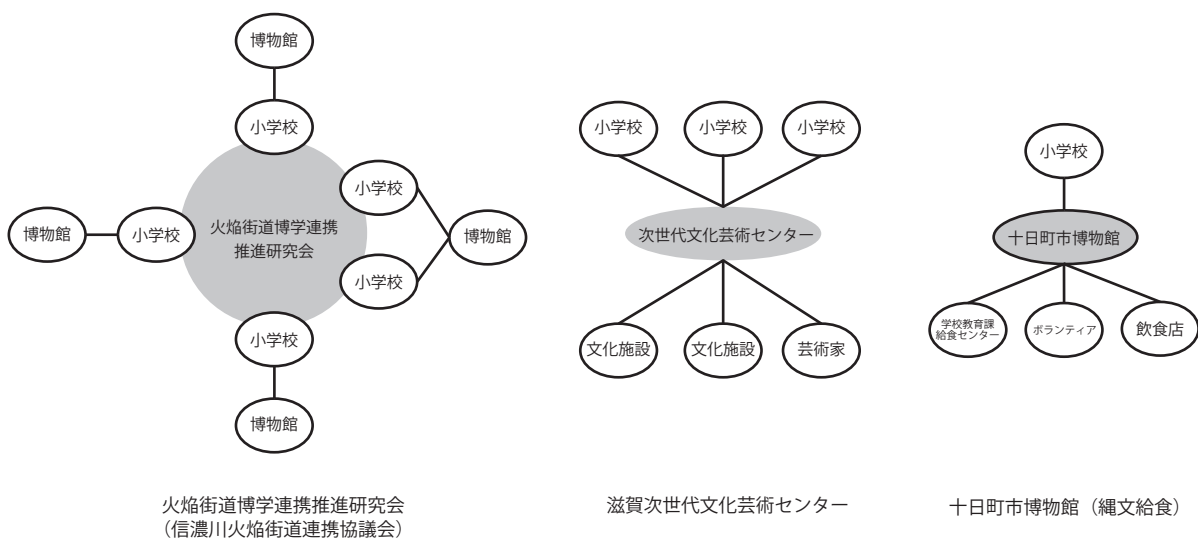 博物館
小学校
博物館
小学校
火焔街道博学連携
推進研究会
小学校
小学校
博物館
小学校
博物館
火焔街道博学連携推進研究会
（信濃川火焔街道連携協議会）
小学校
小学校
小学校
次世代文化芸術センター
文化施設
文化施設
芸術家
滋賀次世代文化芸術センター
小学校
十日町市博物館
学校教育課
給食センター
ボランティア
飲食店
十日町市博物館（縄文給食）